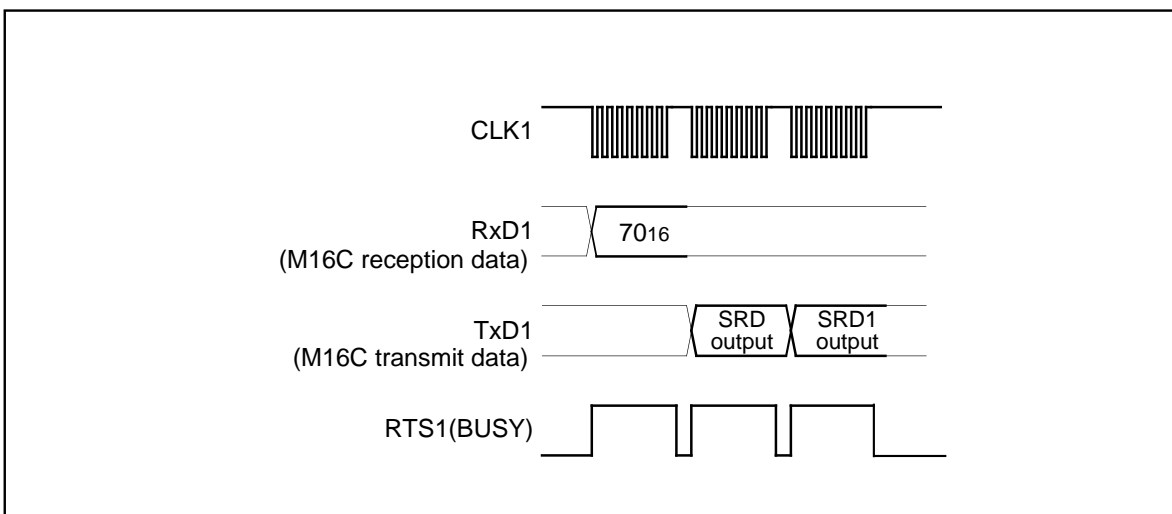 CLK1
RxD1
(M16C reception data)
7016
TxD1
(M16C transmit data)
SRD
output
SRD1
output
RTS1(BUSY)